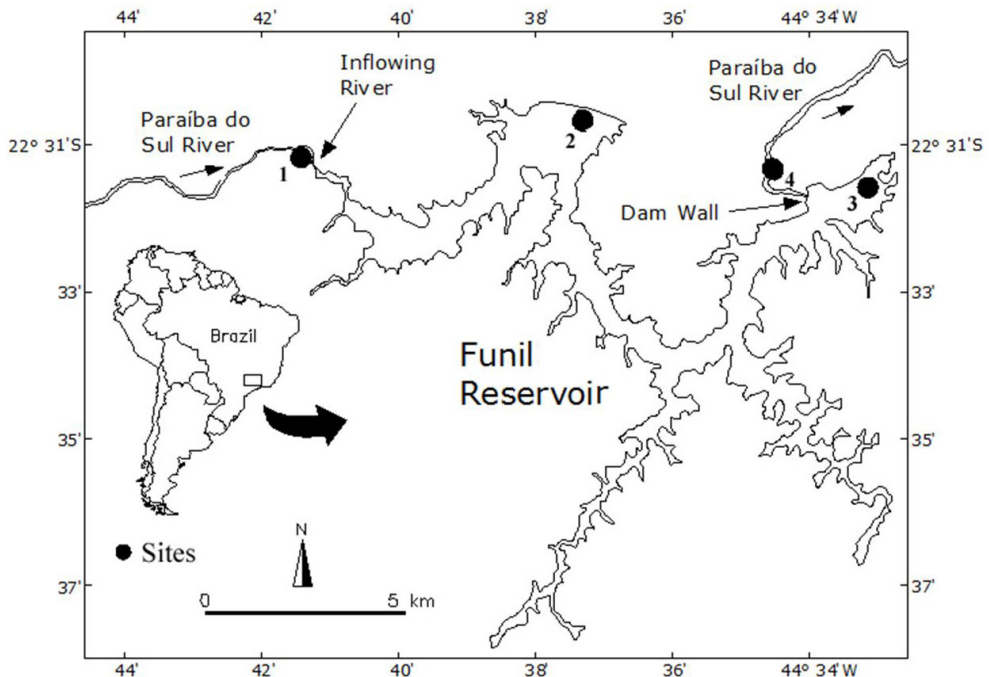 44' 42' 40' 38' 36' 44° 34'W
Inflowing
River
Paraíba do
Sul River
Paraíba do
Sul River
22° 31'S
22° 31'S
1
2
3
4
Dam Wall
33'
33'
Brazil
Funil
Reservoir
35'
35'
Sites
N
0 5 km
37'
37'
44' 42' 40' 38' 36' 44° 34'W